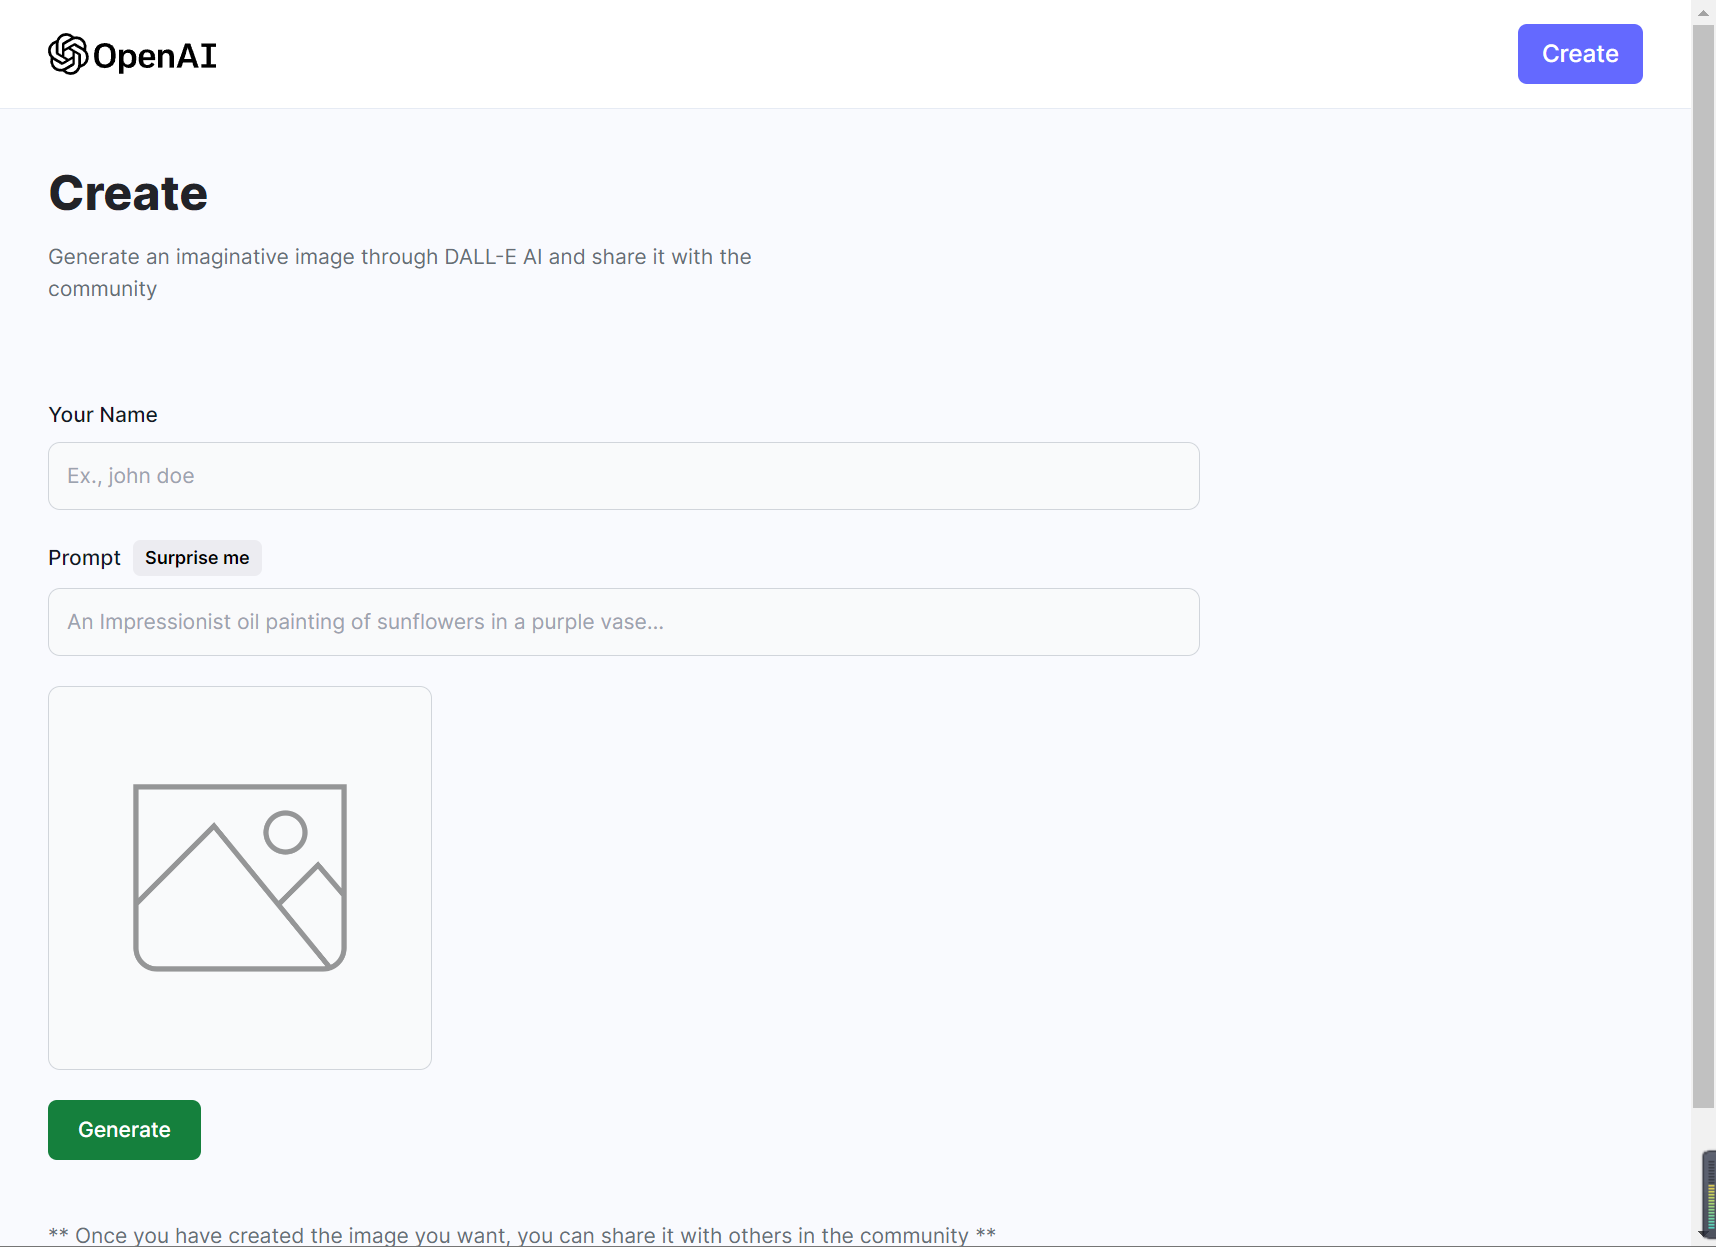 OpenAI
Create
Create
Generate an imaginative image through DALL-E AI and share it with the
community
Your Name
Ex., john doe
Prompt Surprise me
An Impressionist oil painting of sunflowers in a purple vase...
Generate
** Once you have created the image you want, you can share it with others in the community **